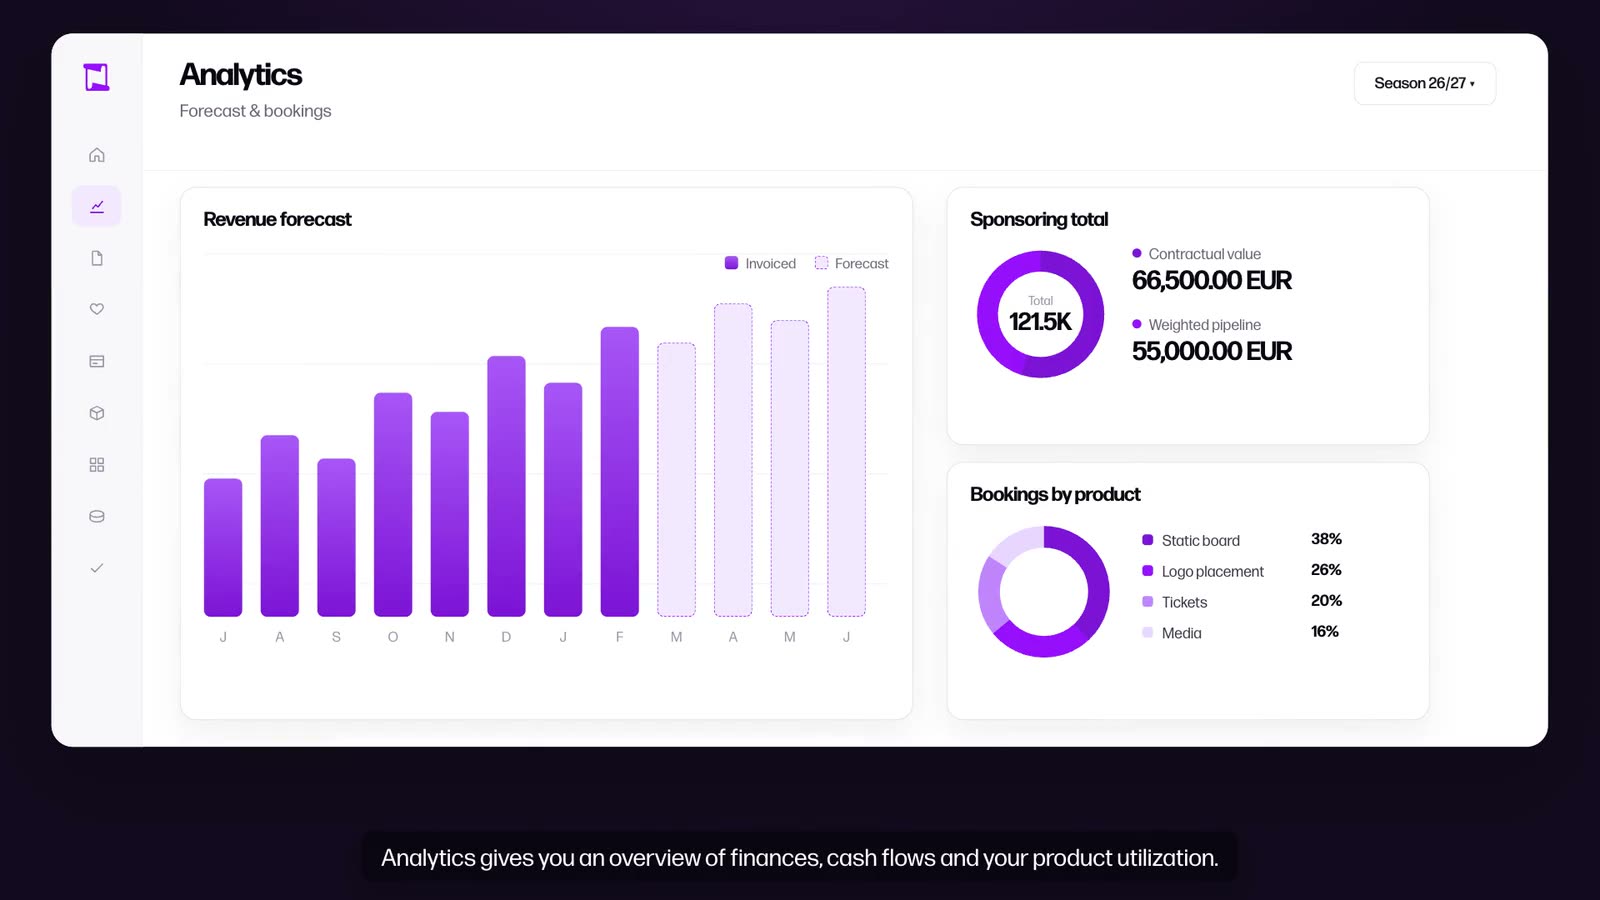 Analytics
Forecast & bookings
Season 26/27 ▾
Revenue forecast
Invoiced
Forecast
J A S O N D J F M A M J
Sponsoring total
Total
121.5K
Contractual value
66,500.00 EUR
Weighted pipeline
55,000.00 EUR
Bookings by product
Static board 38%
Logo placement 26%
Tickets 20%
Media 16%
Analytics gives you an overview of finances, cash flows and your product utilization.